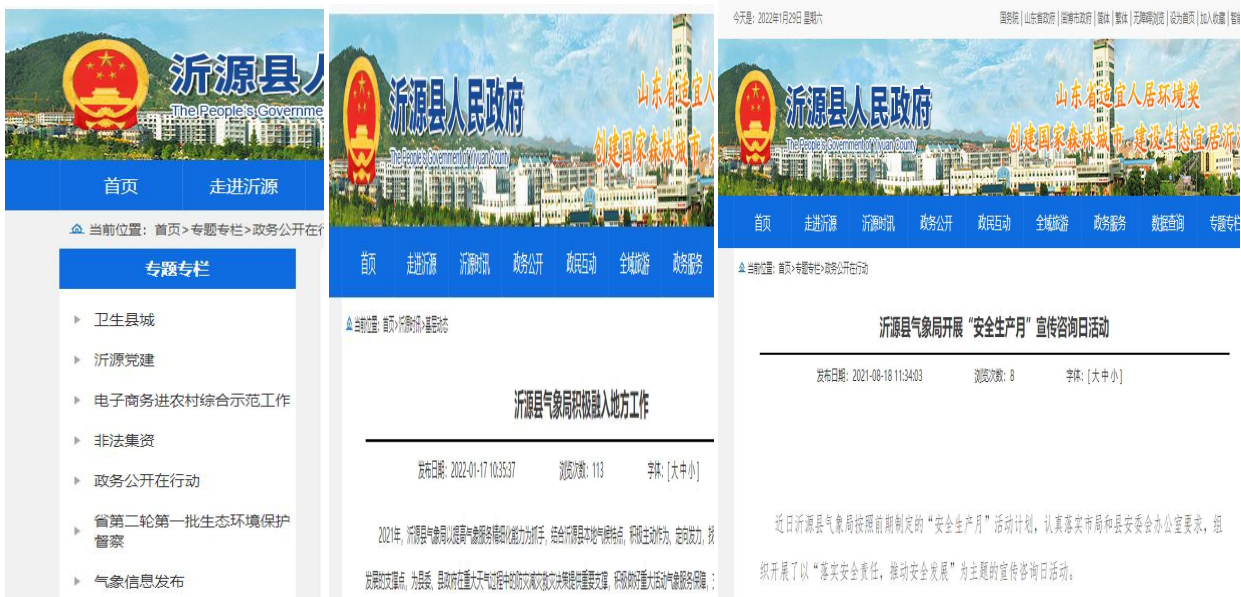 沂源县人
The People's Governme
首页 走进沂源
当前位置：首页>专题专栏>政务公开在行
专题专栏
卫生县城
沂源党建
电子商务进农村综合示范工作
非法集资
政务公开在行动
省第二轮第一批生态环境保护
督察
气象信息发布
沂源县人民政府
The People's Government of Yiyuan County
山东省适宜人
创建国家森林城市
首页 走进沂源 沂源时讯 政务公开 政民互动 全域旅游 政务服务
当前位置：首页>沂源时讯>基层动态
沂源县气象局积极融入地方工作
发布日期：2022-01-17 10:35:37 浏览次数：113 字体：[大 中 小]
2021年，沂源县气象局以提高气象服务精细化能力为抓手，结合沂源县本地气候特点，积极主动作为、定向发力，
发展的支撑点，为县委、县政府在重大天气过程中的防灾减灾救灾决策提供重要支撑，积极做好重大活动气象服务保障，
今天是：2022年1月29日 星期六
国务院|山东省政府|淄博市政府|简体|繁体|无障碍浏览|设为首页|加入收藏|智能
沂源县人民政府
The People's Government of Yiyuan County
山东省适宜人居环境奖
创建国家森林城市 建设生态宜居沂源
首页 走进沂源 沂源时讯 政务公开 政民互动 全域旅游 政务服务 数据查询 专题专栏
当前位置：首页>专题专栏>政务公开在行动
沂源县气象局开展“安全生产月”宣传咨询日活动
发布日期：2021-08-18 11:34:03 浏览次数：8 字体：[大 中 小]
近日沂源县气象局按照前期制定的“安全生产月”活动计划，认真落实市局和县安委会办公室要求，组
织开展了以“落实安全责任，推动安全发展”为主题的宣传咨询日活动。